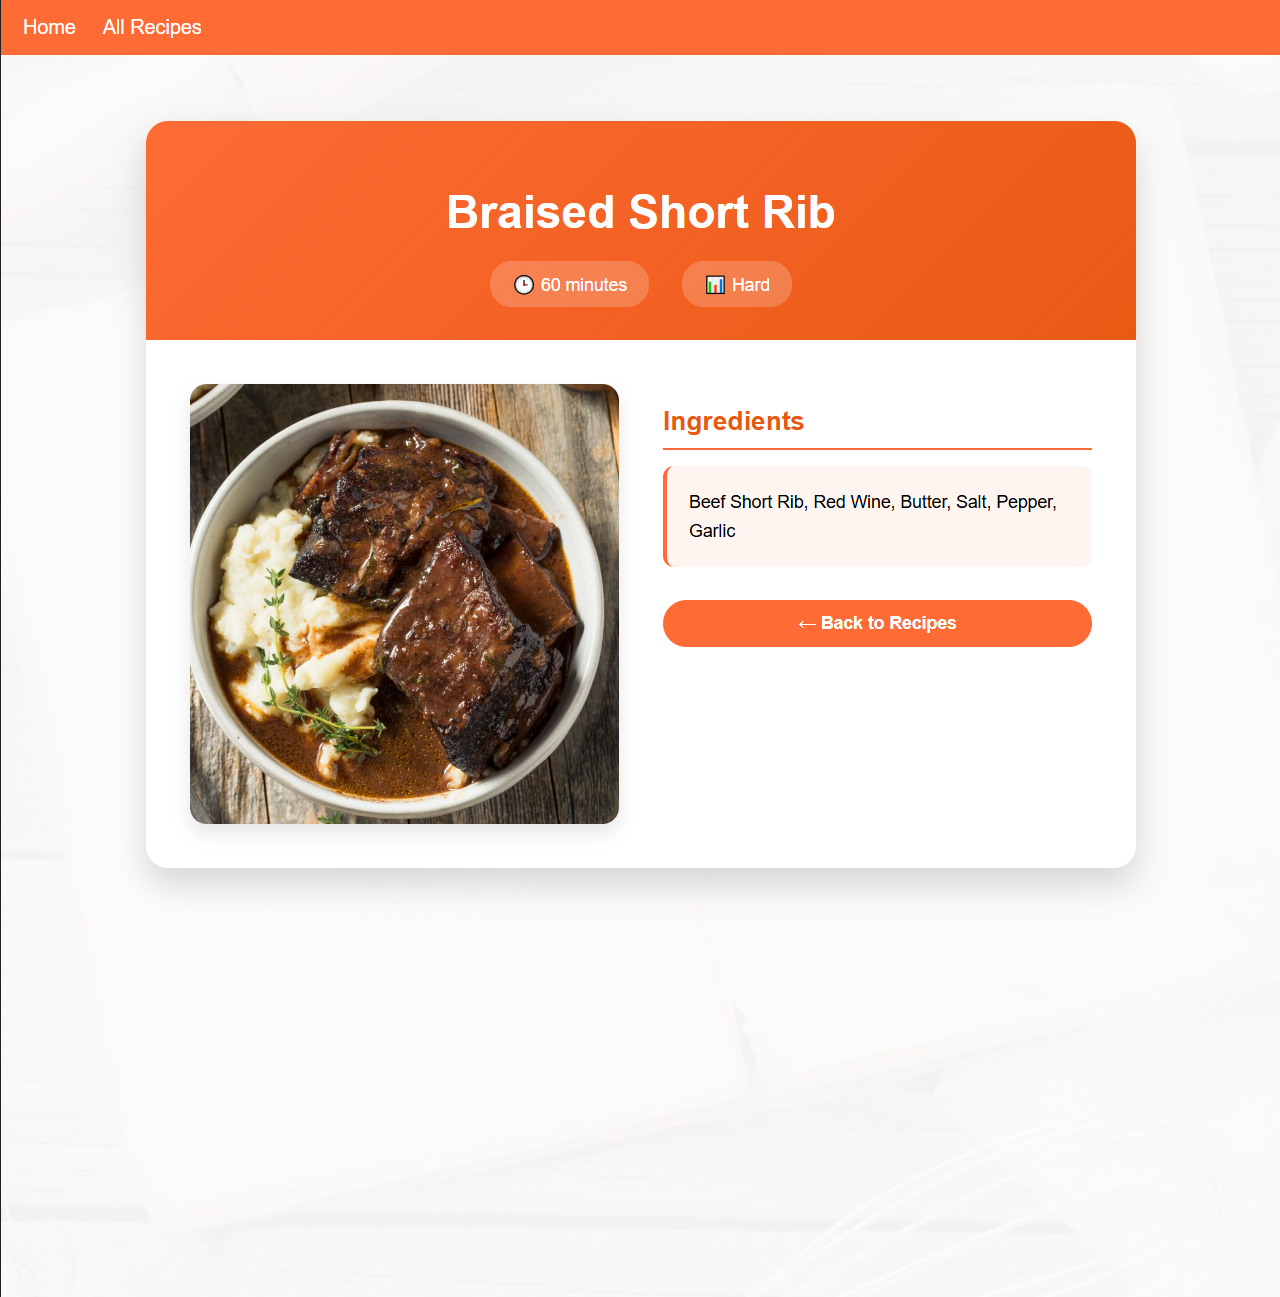 Home All Recipes
Braised Short Rib
🕒 60 minutes 📊 Hard
Ingredients
Beef Short Rib, Red Wine, Butter, Salt, Pepper,
Garlic
← Back to Recipes